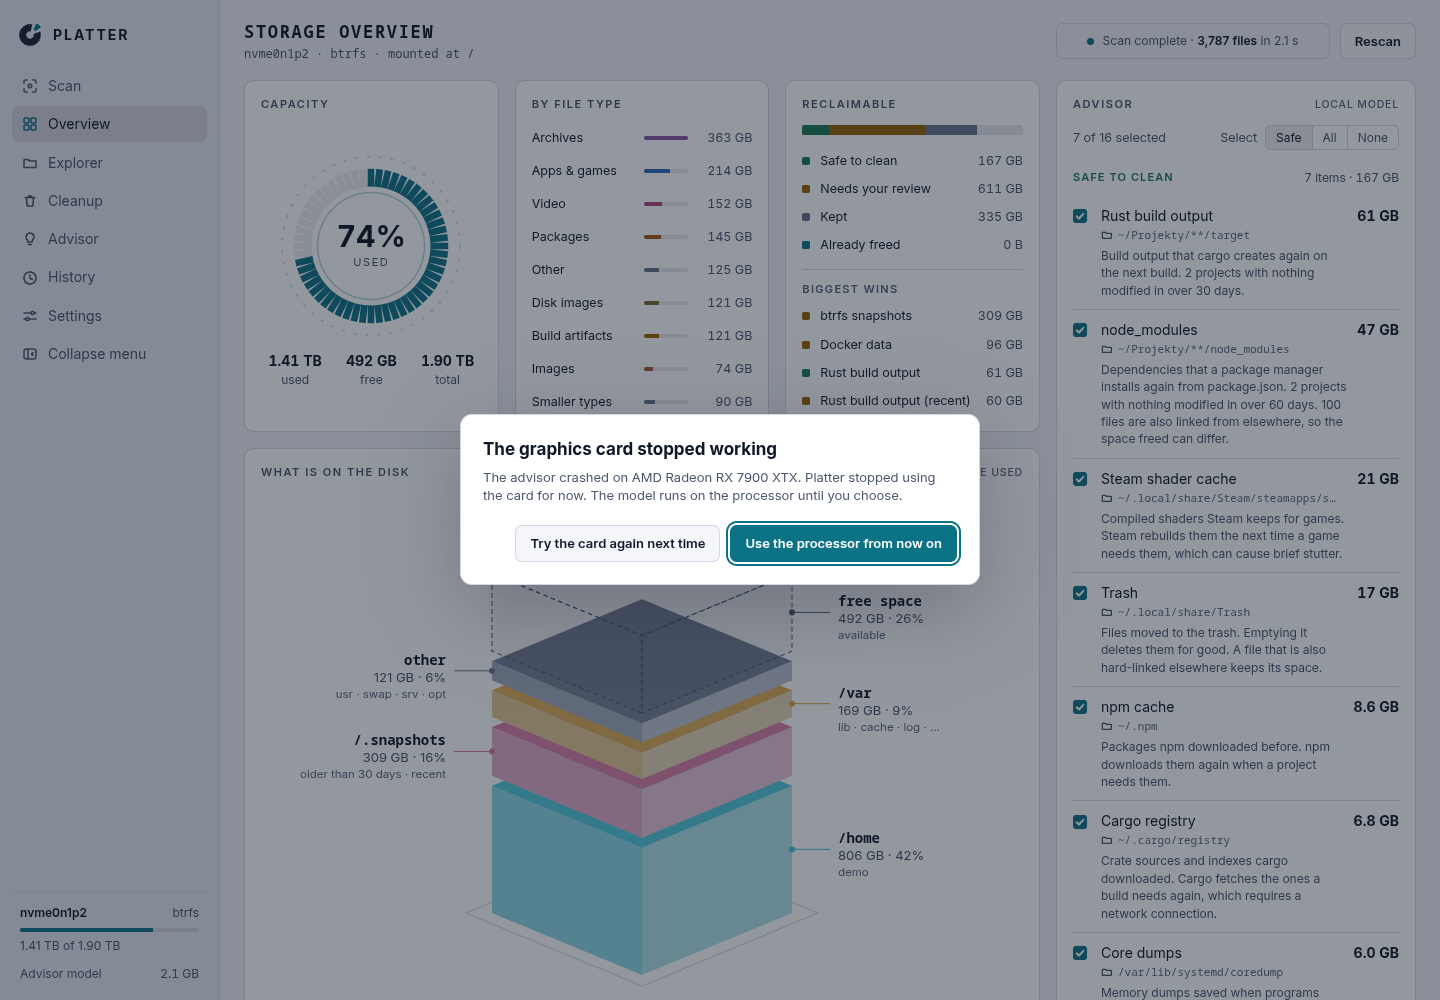 PLATTER
Scan
Overview
Explorer
Cleanup
Advisor
History
Settings
Collapse menu
nvme0n1p2
btrfs
1.41 TB of 1.90 TB
Advisor model
2.1 GB
STORAGE OVERVIEW
nvme0n1p2 · btrfs · mounted at /
Scan complete · 3,787 files in 2.1 s
Rescan
CAPACITY
74%
USED
1.41 TB
used
492 GB
free
1.90 TB
total
BY FILE TYPE
Archives 363 GB
Apps & games 214 GB
Video 152 GB
Packages 145 GB
Other 125 GB
Disk images 121 GB
Build artifacts 121 GB
Images 74 GB
Smaller types 90 GB
RECLAIMABLE
Safe to clean 167 GB
Needs your review 611 GB
Kept 335 GB
Already freed 0 B
BIGGEST WINS
btrfs snapshots 309 GB
Docker data 96 GB
Rust build output 61 GB
Rust build output (recent) 60 GB
The graphics card stopped working
The advisor crashed on AMD Radeon RX 7900 XTX. Platter stopped using
the card for now. The model runs on the processor until you choose.
Try the card again next time
Use the processor from now on
WHAT IS ON THE DISK
E USED
free space
492 GB · 26%
available
other
121 GB · 6%
usr · swap · srv · opt
/var
169 GB · 9%
lib · cache · log · …
/.snapshots
309 GB · 16%
older than 30 days · recent
/home
806 GB · 42%
demo
ADVISOR
LOCAL MODEL
7 of 16 selected
Select Safe All None
SAFE TO CLEAN
7 items · 167 GB
Rust build output 61 GB
~/Projekty/**/target
Build output that cargo creates again on
the next build. 2 projects with nothing
modified in over 30 days.
node_modules 47 GB
~/Projekty/**/node_modules
Dependencies that a package manager
installs again from package.json. 2 projects
with nothing modified in over 60 days. 100
files are also linked from elsewhere, so the
space freed can differ.
Steam shader cache 21 GB
~/.local/share/Steam/steamapps/s…
Compiled shaders Steam keeps for games.
Steam rebuilds them the next time a game
needs them, which can cause brief stutter.
Trash 17 GB
~/.local/share/Trash
Files moved to the trash. Emptying it
deletes them for good. A file that is also
hard-linked elsewhere keeps its space.
npm cache 8.6 GB
~/.npm
Packages npm downloaded before. npm
downloads them again when a project
needs them.
Cargo registry 6.8 GB
~/.cargo/registry
Crate sources and indexes cargo
downloaded. Cargo fetches the ones a
build needs again, which requires a
network connection.
Core dumps 6.0 GB
/var/lib/systemd/coredump
Memory dumps saved when programs